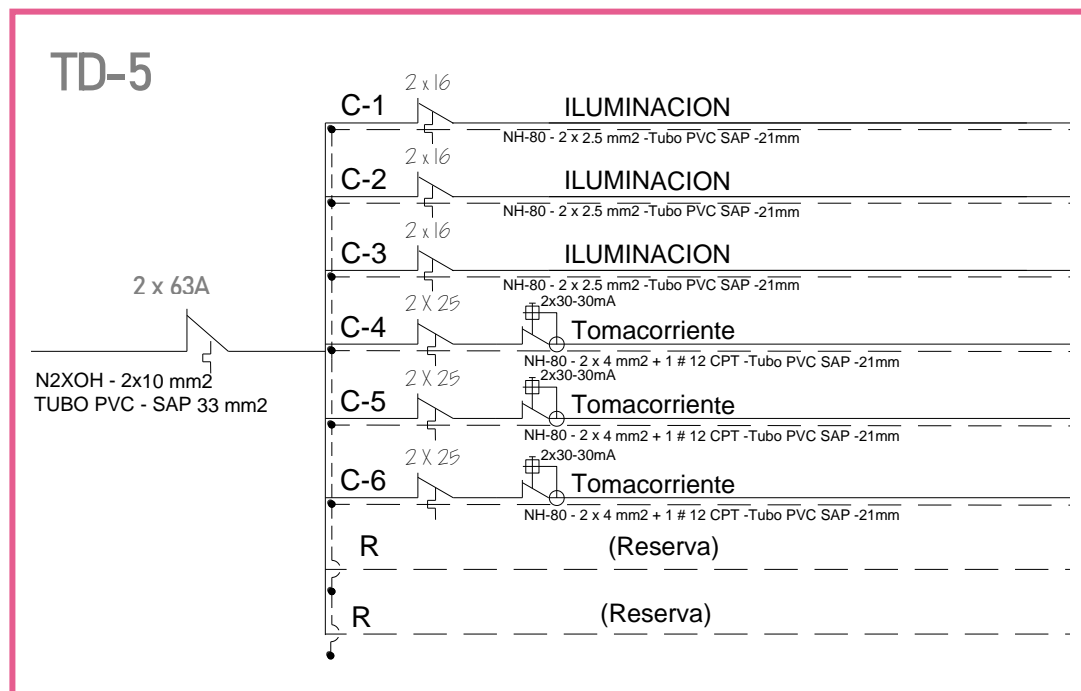 TD-5
2 x 16
C-1
ILUMINACION
NH-80 - 2 x 2.5 mm2 -Tubo PVC SAP -21mm
2 x 16
C-2
ILUMINACION
NH-80 - 2 x 2.5 mm2 -Tubo PVC SAP -21mm
2 x 16
C-3
ILUMINACION
NH-80 - 2 x 2.5 mm2 -Tubo PVC SAP -21mm
2 x 63A
N2XOH - 2x10 mm2
TUBO PVC - SAP 33 mm2
2 X 25
2x30-30mA
C-4
Tomacorriente
NH-80 - 2 x 4 mm2 + 1 # 12 CPT -Tubo PVC SAP -21mm
2 X 25
2x30-30mA
C-5
Tomacorriente
NH-80 - 2 x 4 mm2 + 1 # 12 CPT -Tubo PVC SAP -21mm
2 X 25
2x30-30mA
C-6
Tomacorriente
NH-80 - 2 x 4 mm2 + 1 # 12 CPT -Tubo PVC SAP -21mm
R
(Reserva)
R
(Reserva)